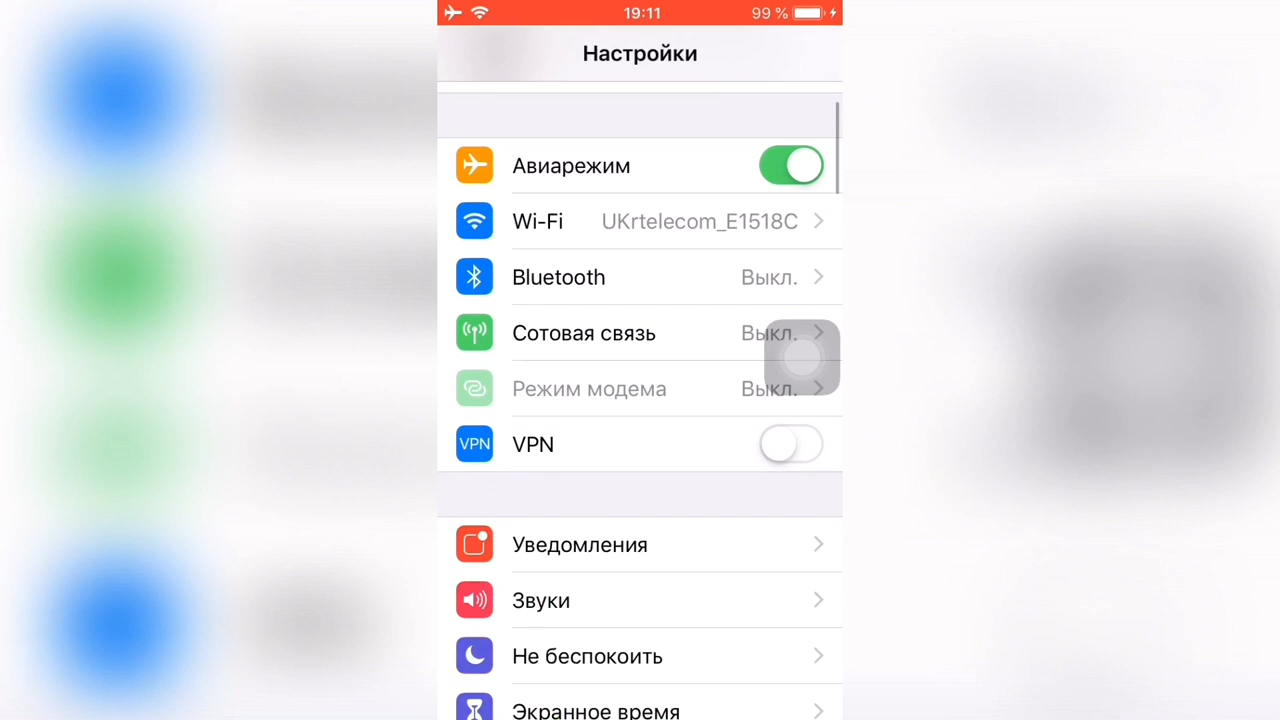 19:11
99 %
Настройки
Авиарежим
Wi-Fi UKrtelecom_E1518C
Bluetooth Выкл.
Сотовая связь Выкл.
Режим модема Выкл.
VPN VPN
Уведомления
Звуки
Не беспокоить
Экранное время